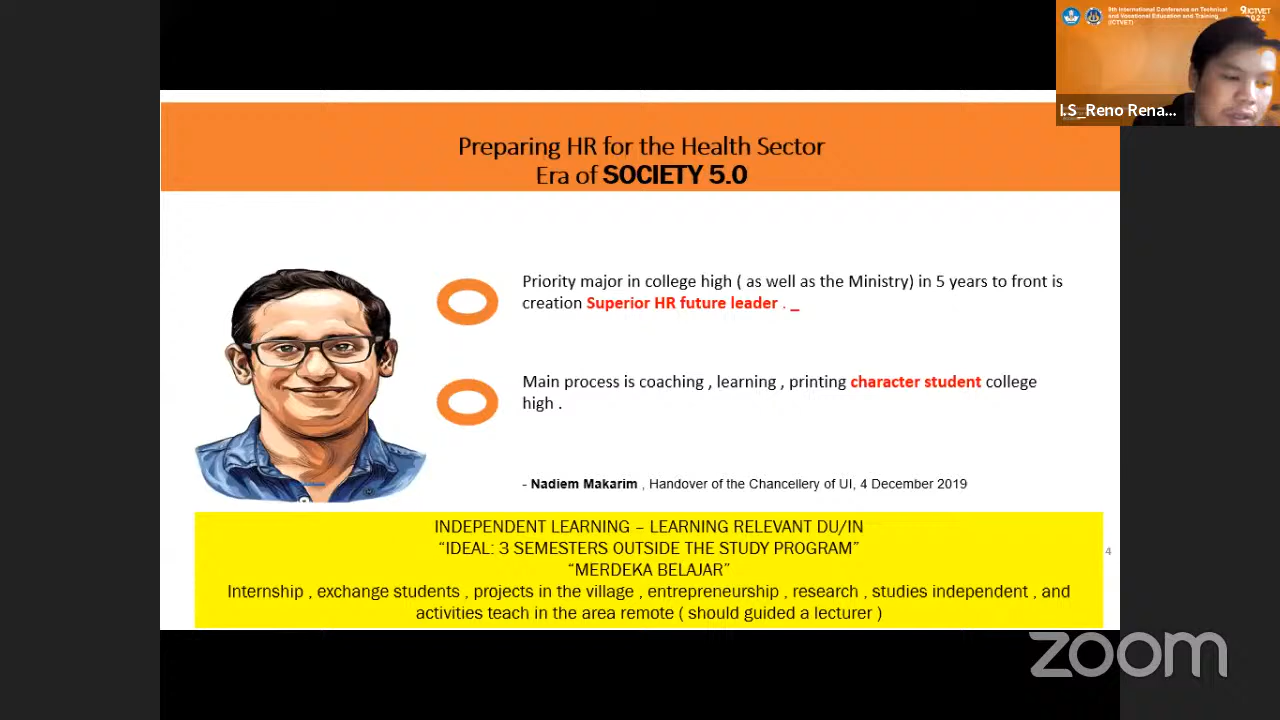 9th International Conference on Technical
and Vocational Education and Training
(ICTVET)
9 ICTVET
2022
I.S_Reno Rena...
Preparing HR for the Health Sector
Era of SOCIETY 5.0
Priority major in college high ( as well as the Ministry) in 5 years to front is
creation Superior HR future leader . _
Main process is coaching , learning , printing character student college
high .
- Nadiem Makarim , Handover of the Chancellery of UI, 4 December 2019
INDEPENDENT LEARNING – LEARNING RELEVANT DU/IN
“IDEAL: 3 SEMESTERS OUTSIDE THE STUDY PROGRAM”
“MERDEKA BELAJAR”
Internship , exchange students , projects in the village , entrepreneurship , research , studies independent , and
activities teach in the area remote ( should guided a lecturer )
4
zoom